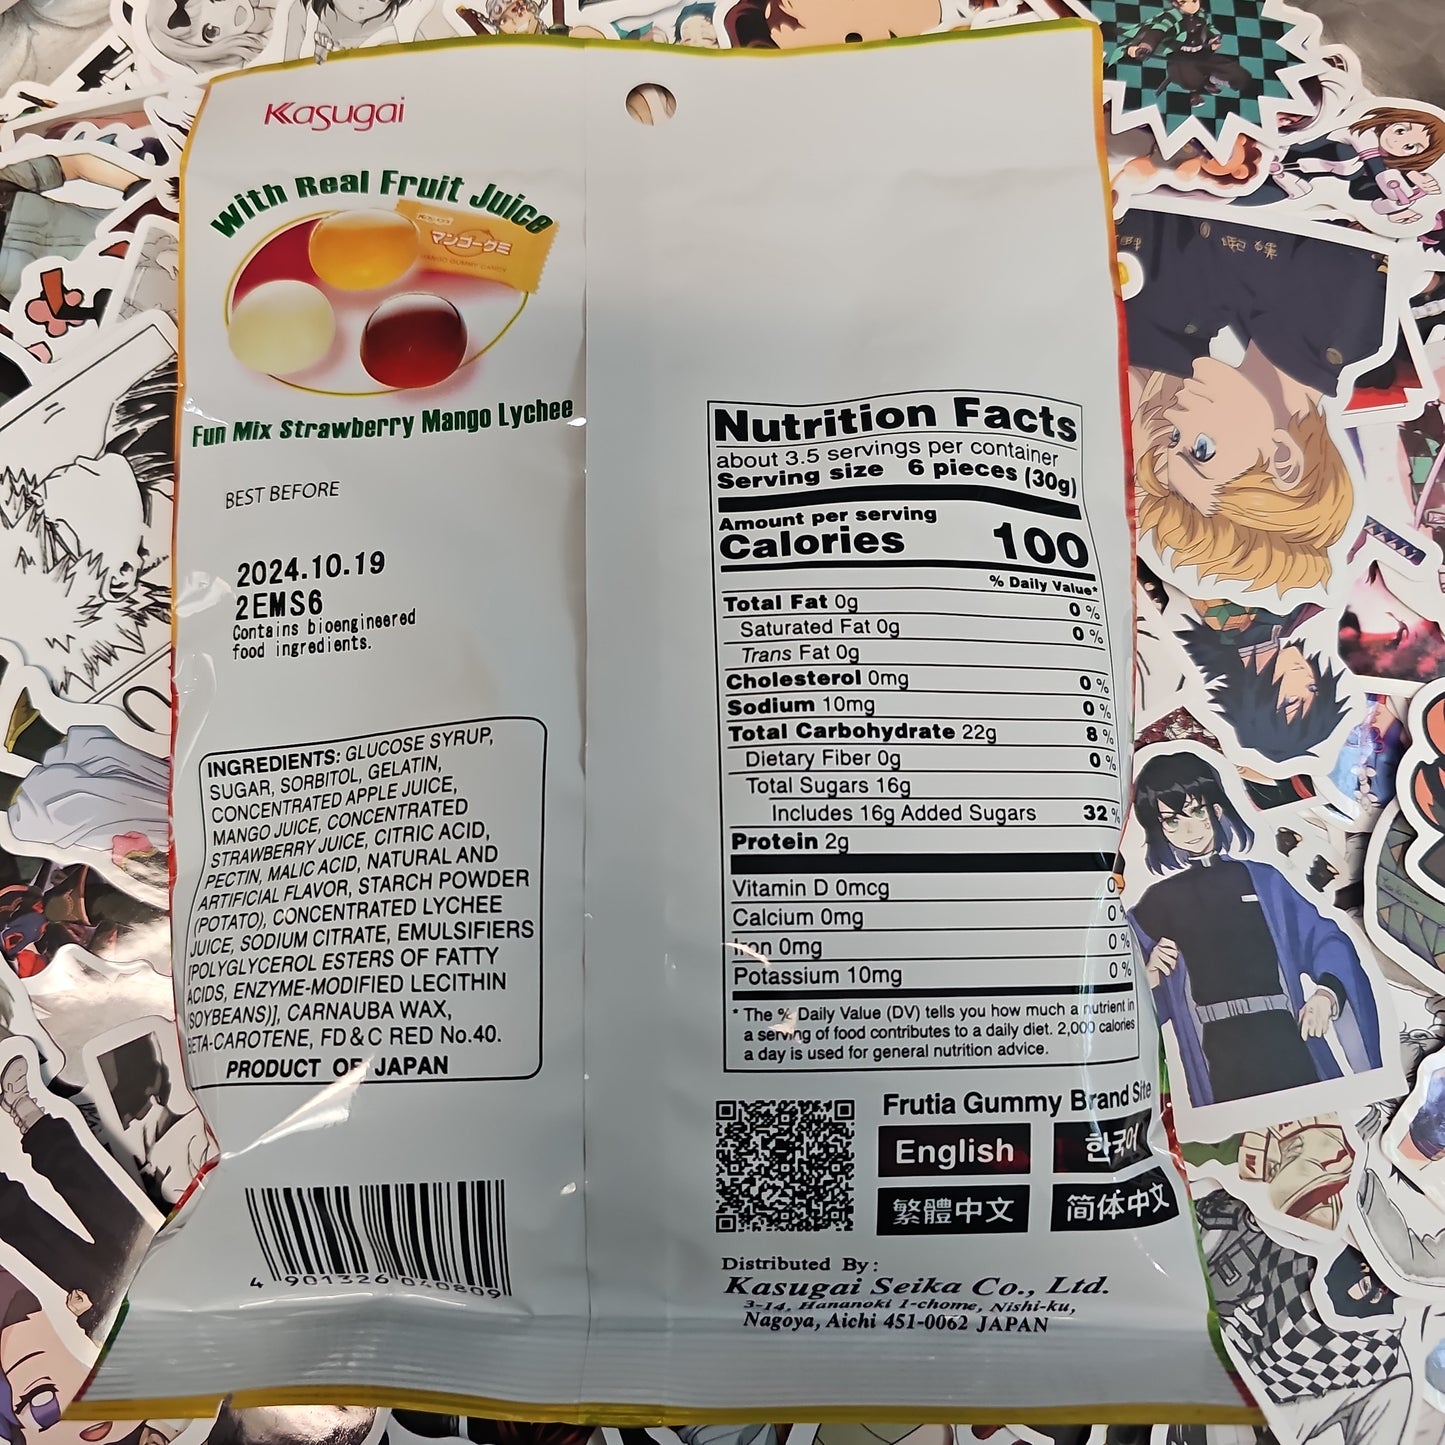 Kasugai
With Real Fruit Juice
Kasugai
マンゴーグミ
MANGO GUMMY CANDY
Fun Mix Strawberry Mango Lychee
BEST BEFORE
2024.10.19
2EMS6
Contains bioengineered
food ingredients.
INGREDIENTS: GLUCOSE SYRUP,
SUGAR, SORBITOL, GELATIN,
CONCENTRATED APPLE JUICE,
MANGO JUICE, CONCENTRATED
STRAWBERRY JUICE, CITRIC ACID,
PECTIN, MALIC ACID, NATURAL AND
ARTIFICIAL FLAVOR, STARCH POWDER
(POTATO), CONCENTRATED LYCHEE
JUICE, SODIUM CITRATE, EMULSIFIERS
[POLYGLYCEROL ESTERS OF FATTY
ACIDS, ENZYME-MODIFIED LECITHIN
(SOYBEANS)], CARNAUBA WAX,
BETA-CAROTENE, FD&C RED No.40.
PRODUCT OF JAPAN
4 901326 040809
Nutrition Facts
about 3.5 servings per container
Serving size 6 pieces (30g)
Amount per serving
Calories 100
% Daily Value*
Total Fat 0g 0 %
Saturated Fat 0g 0 %
Trans Fat 0g
Cholesterol 0mg 0 %
Sodium 10mg 0 %
Total Carbohydrate 22g 8 %
Dietary Fiber 0g 0 %
Total Sugars 16g
Includes 16g Added Sugars 32 %
Protein 2g
Vitamin D 0mcg 0 %
Calcium 0mg 0 %
Iron 0mg 0 %
Potassium 10mg 0 %
* The % Daily Value (DV) tells you how much a nutrient in
a serving of food contributes to a daily diet. 2,000 calories
a day is used for general nutrition advice.
Frutia Gummy Brand Site
English 한국어
繁體中文 简体中文
Distributed By:
Kasugai Seika Co., Ltd.
3-14, Hananoki 1-chome, Nishi-ku,
Nagoya, Aichi 451-0062 JAPAN